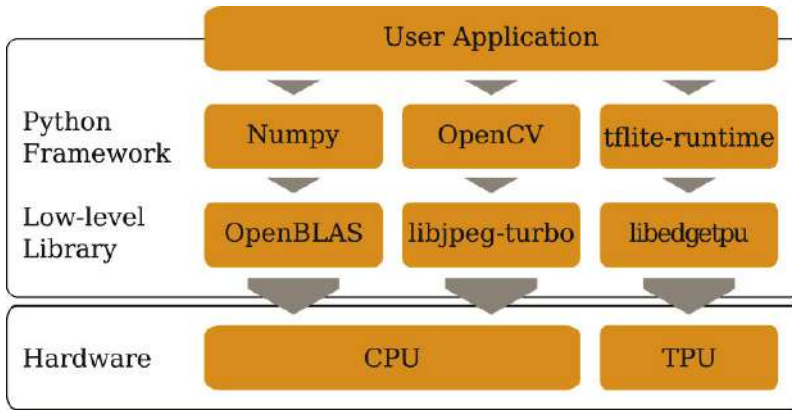 User Application
Python
Framework
Numpy
OpenCV
tflite-runtime
Low-level
Library
OpenBLAS
libjpeg-turbo
libedgetpu
Hardware
CPU
TPU